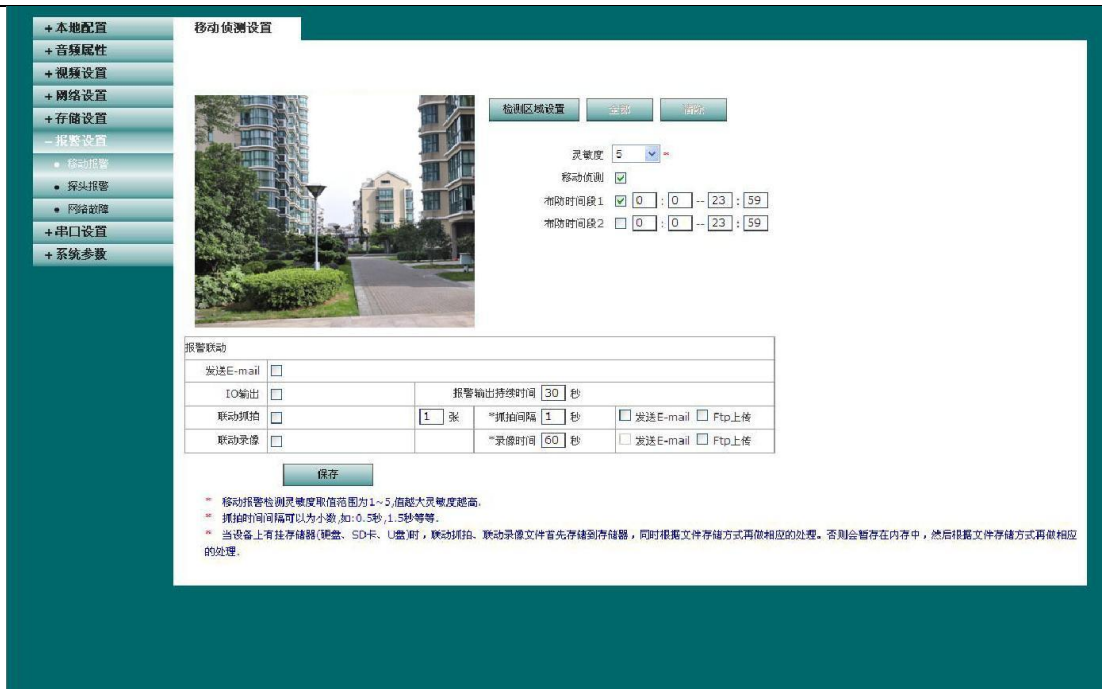 +本地配置
+音频属性
+视频设置
+网络设置
+存储设置
-报警设置
● 移动报警
● 探头报警
● 网络故障
+串口设置
+系统参数
移动侦测设置
检测区域设置 全部 清除
灵敏度 5 *
移动侦测
布防时间段1 0 : 0 -- 23 : 59
布防时间段2 0 : 0 -- 23 : 59
报警联动
发送E-mail
IO输出 报警输出持续时间 30 秒
联动抓拍 1 张 *抓拍间隔 1 秒 发送E-mail Ftp上传
联动录像 *录像时间 60 秒 发送E-mail Ftp上传
保存
* 移动报警检测灵敏度取值范围为1~5,值越大灵敏度越高.
* 抓拍时间间隔可以为小数,如:0.5秒,1.5秒等等.
* 当设备上有挂存储器(硬盘、SD卡、U盘)时，联动抓拍、联动录像文件首先存储到存储器，同时根据文件存储方式再做相应的处理。否则会暂存在内存中，然后根据文件存储方式再做相应
的处理.